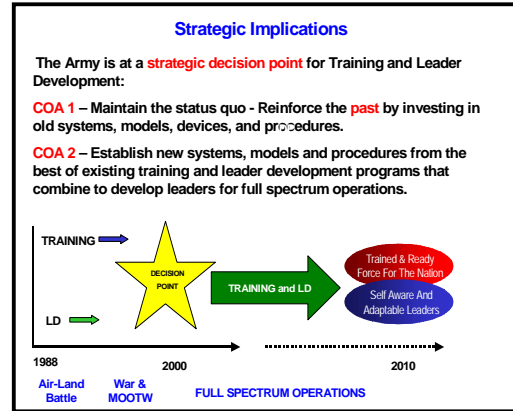 Strategic Implications
The Army is at a strategic decision point for Training and Leader
Development:
COA 1 – Maintain the status quo - Reinforce the past by investing in
old systems, models, devices, and procedures.
COA 2 – Establish new systems, models and procedures from the
best of existing training and leader development programs that
combine to develop leaders for full spectrum operations.
TRAINING
DECISION
POINT
TRAINING and LD
Trained & Ready
Force For The Nation
Self Aware And
Adaptable Leaders
LD
1988
2000
2010
Air-Land
Battle
War &
MOOTW
FULL SPECTRUM OPERATIONS